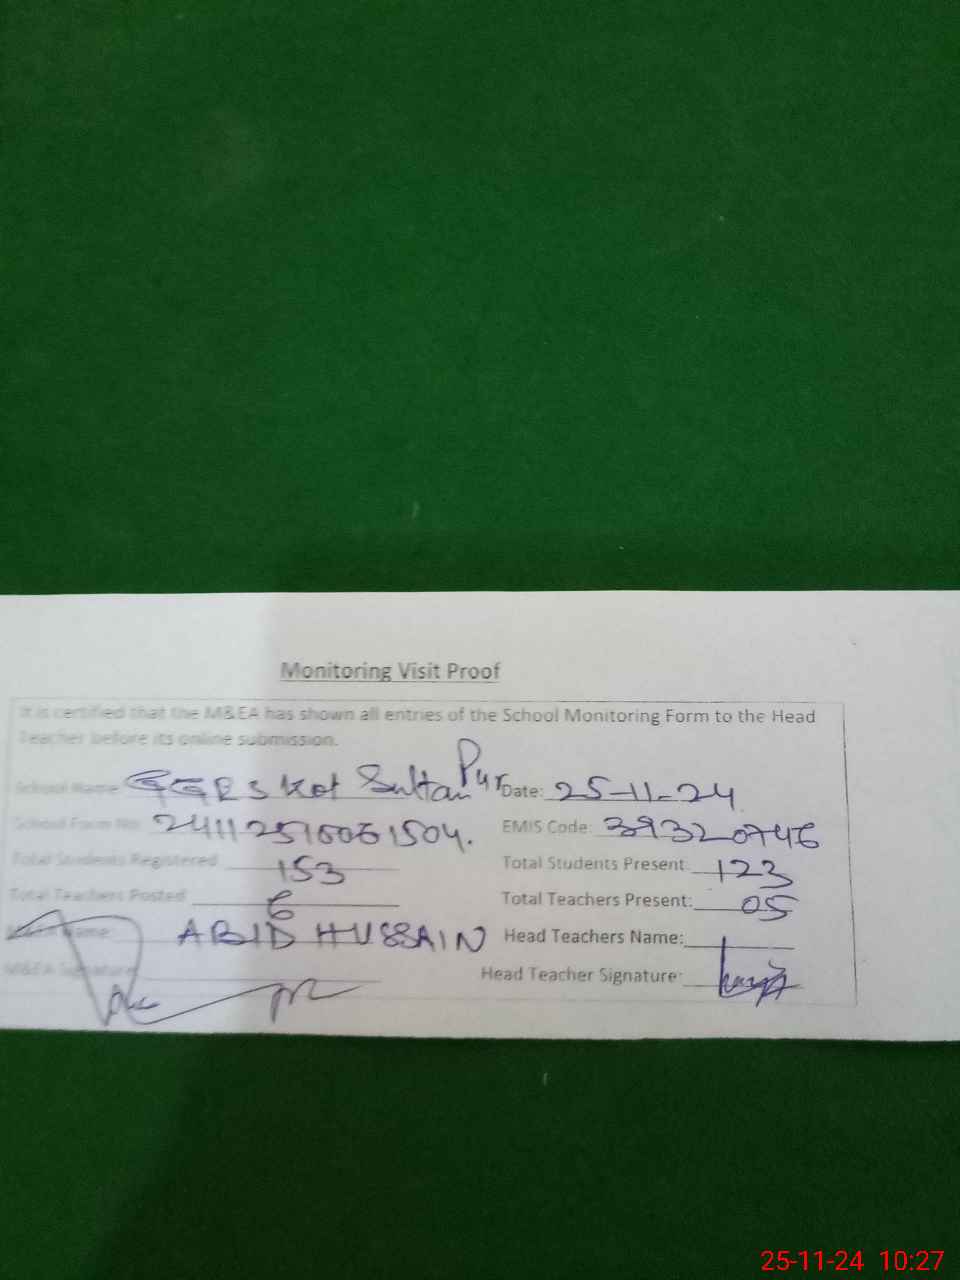 Monitoring Visit Proof
It is certified that the M&EA has shown all entries of the School Monitoring Form to the Head
Teacher before its online submission.
School Name GGES Kot Sultan Pur Date: 25-11-24
School Form No: EMIS Code: 39320746
Total Students Registered 153 Total Students Present: 123
Total Teachers Posted 6 Total Teachers Present: 05
Name: ABID HUSSAIN Head Teachers Name:
M&EA Signature Head Teacher Signature:
25-11-24 10:27